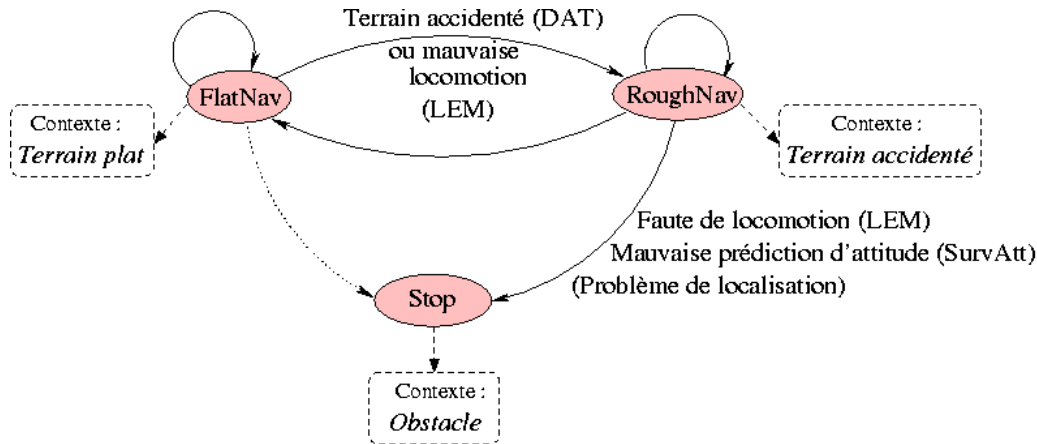 Terrain accidenté (DAT)
ou mauvaise
locomotion
(LEM)
FlatNav
RoughNav
Contexte :
Terrain plat
Contexte :
Terrain accidenté
Faute de locomotion (LEM)
Mauvaise prédiction d'attitude (SurvAtt)
(Problème de localisation)
Stop
Contexte :
Obstacle